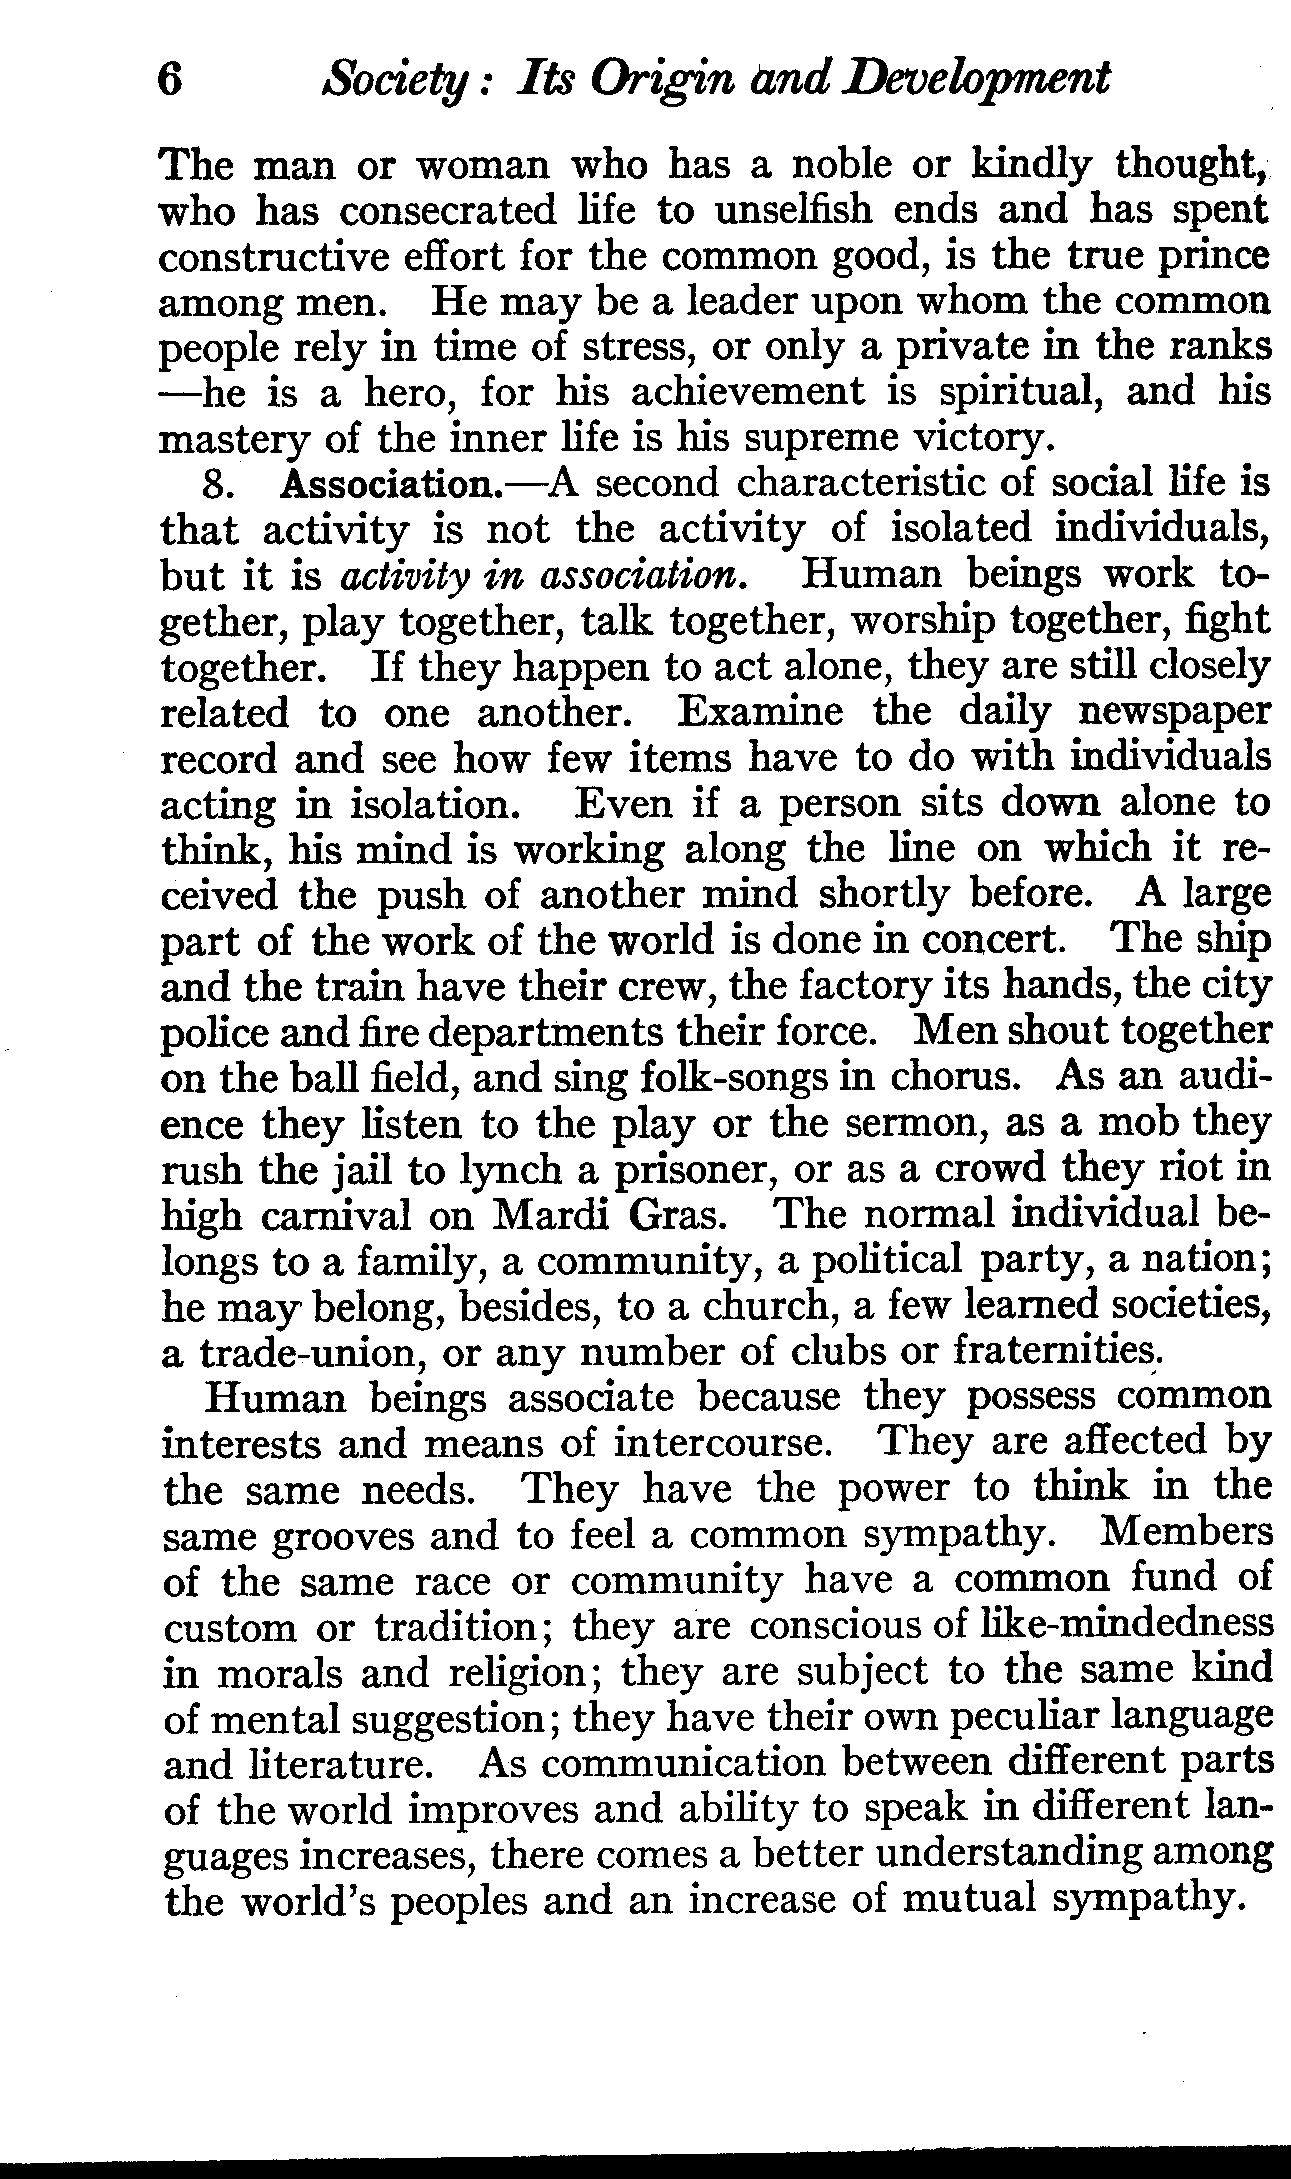 6 Society: Its Origin and Development
The man or woman who has a noble or kindly thought,
who has consecrated life to unselfish ends and has spent
constructive effort for the common good, is the true prince
among men. He may be a leader upon whom the common
people rely in time of stress, or only a private in the ranks
—he is a hero, for his achievement is spiritual, and his
mastery of the inner life is his supreme victory.
8. Association.—A second characteristic of social life is
that activity is not the activity of isolated individuals,
but it is activity in association. Human beings work to-
gether, play together, talk together, worship together, fight
together. If they happen to act alone, they are still closely
related to one another. Examine the daily newspaper
record and see how few items have to do with individuals
acting in isolation. Even if a person sits down alone to
think, his mind is working along the line on which it re-
ceived the push of another mind shortly before. A large
part of the work of the world is done in concert. The ship
and the train have their crew, the factory its hands, the city
police and fire departments their force. Men shout together
on the ball field, and sing folk-songs in chorus. As an audi-
ence they listen to the play or the sermon, as a mob they
rush the jail to lynch a prisoner, or as a crowd they riot in
high carnival on Mardi Gras. The normal individual be-
longs to a family, a community, a political party, a nation;
he may belong, besides, to a church, a few learned societies,
a trade-union, or any number of clubs or fraternities.
Human beings associate because they possess common
interests and means of intercourse. They are affected by
the same needs. They have the power to think in the
same grooves and to feel a common sympathy. Members
of the same race or community have a common fund of
custom or tradition; they are conscious of like-mindedness
in morals and religion; they are subject to the same kind
of mental suggestion; they have their own peculiar language
and literature. As communication between different parts
of the world improves and ability to speak in different lan-
guages increases, there comes a better understanding among
the world's peoples and an increase of mutual sympathy.